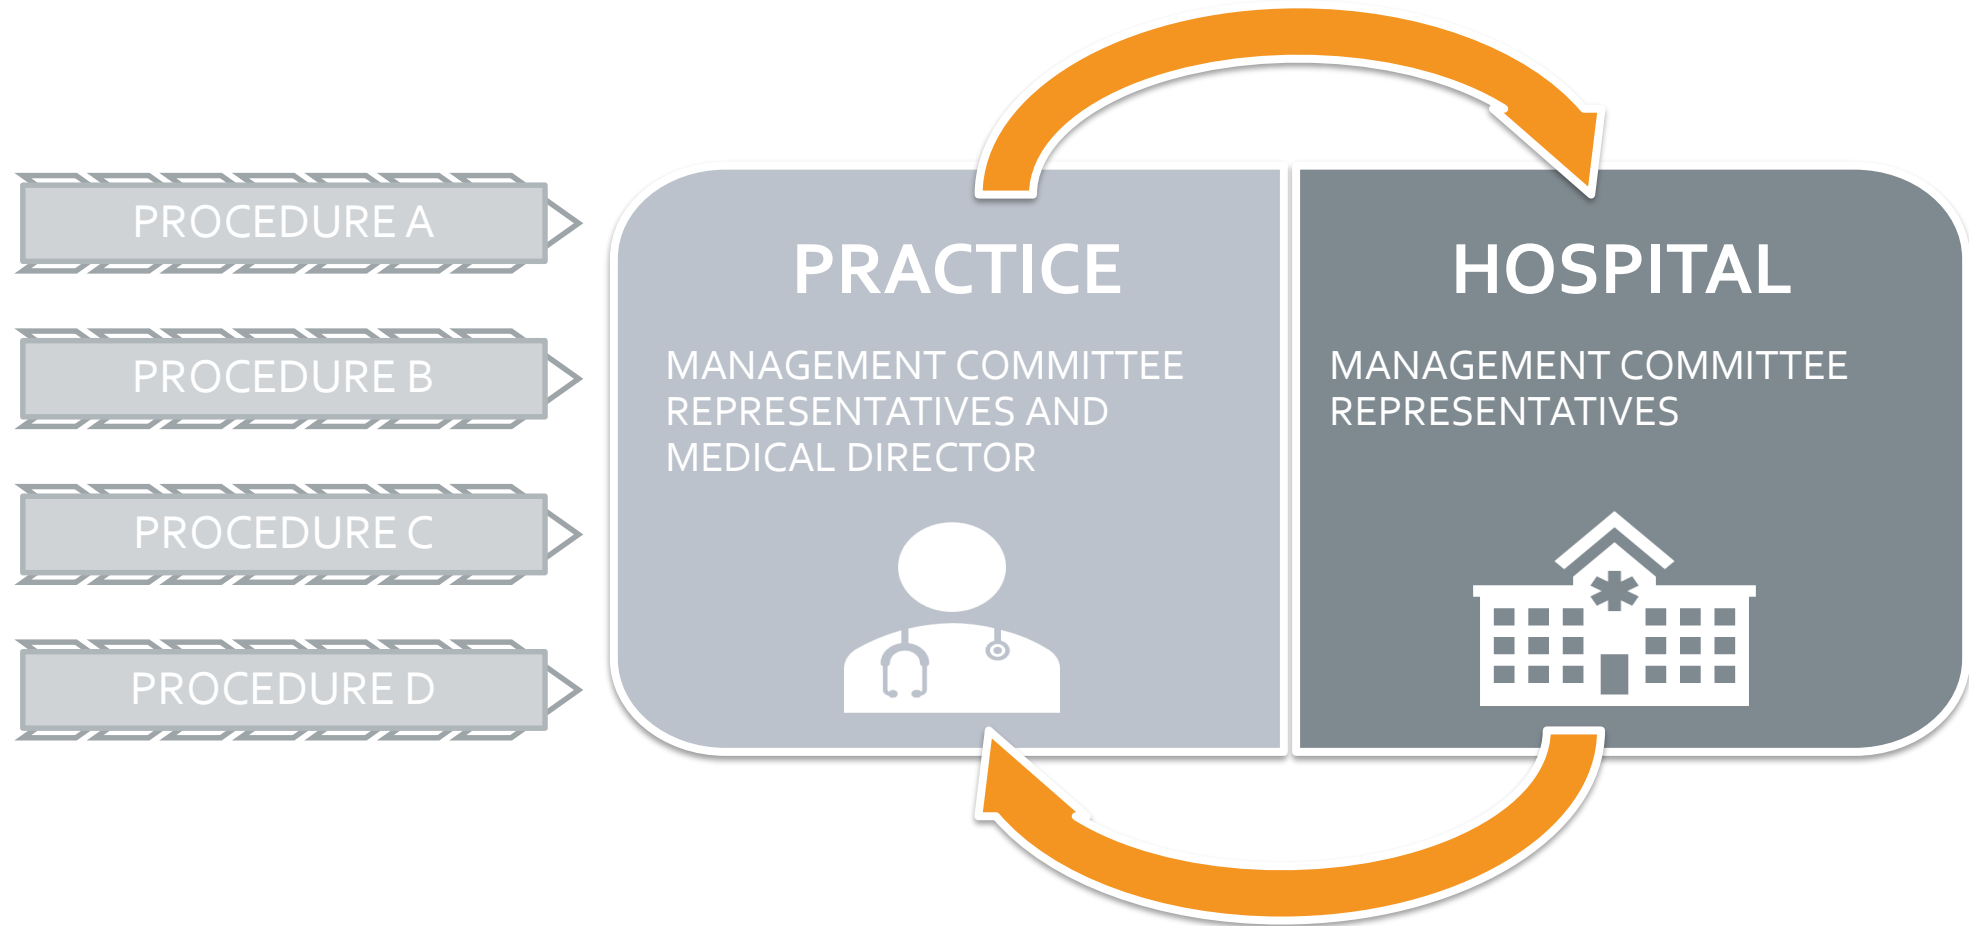 PROCEDURE A
PROCEDURE B
PROCEDURE C
PROCEDURE D
PRACTICE
MANAGEMENT COMMITTEE
REPRESENTATIVES AND
MEDICAL DIRECTOR
HOSPITAL
MANAGEMENT COMMITTEE
REPRESENTATIVES